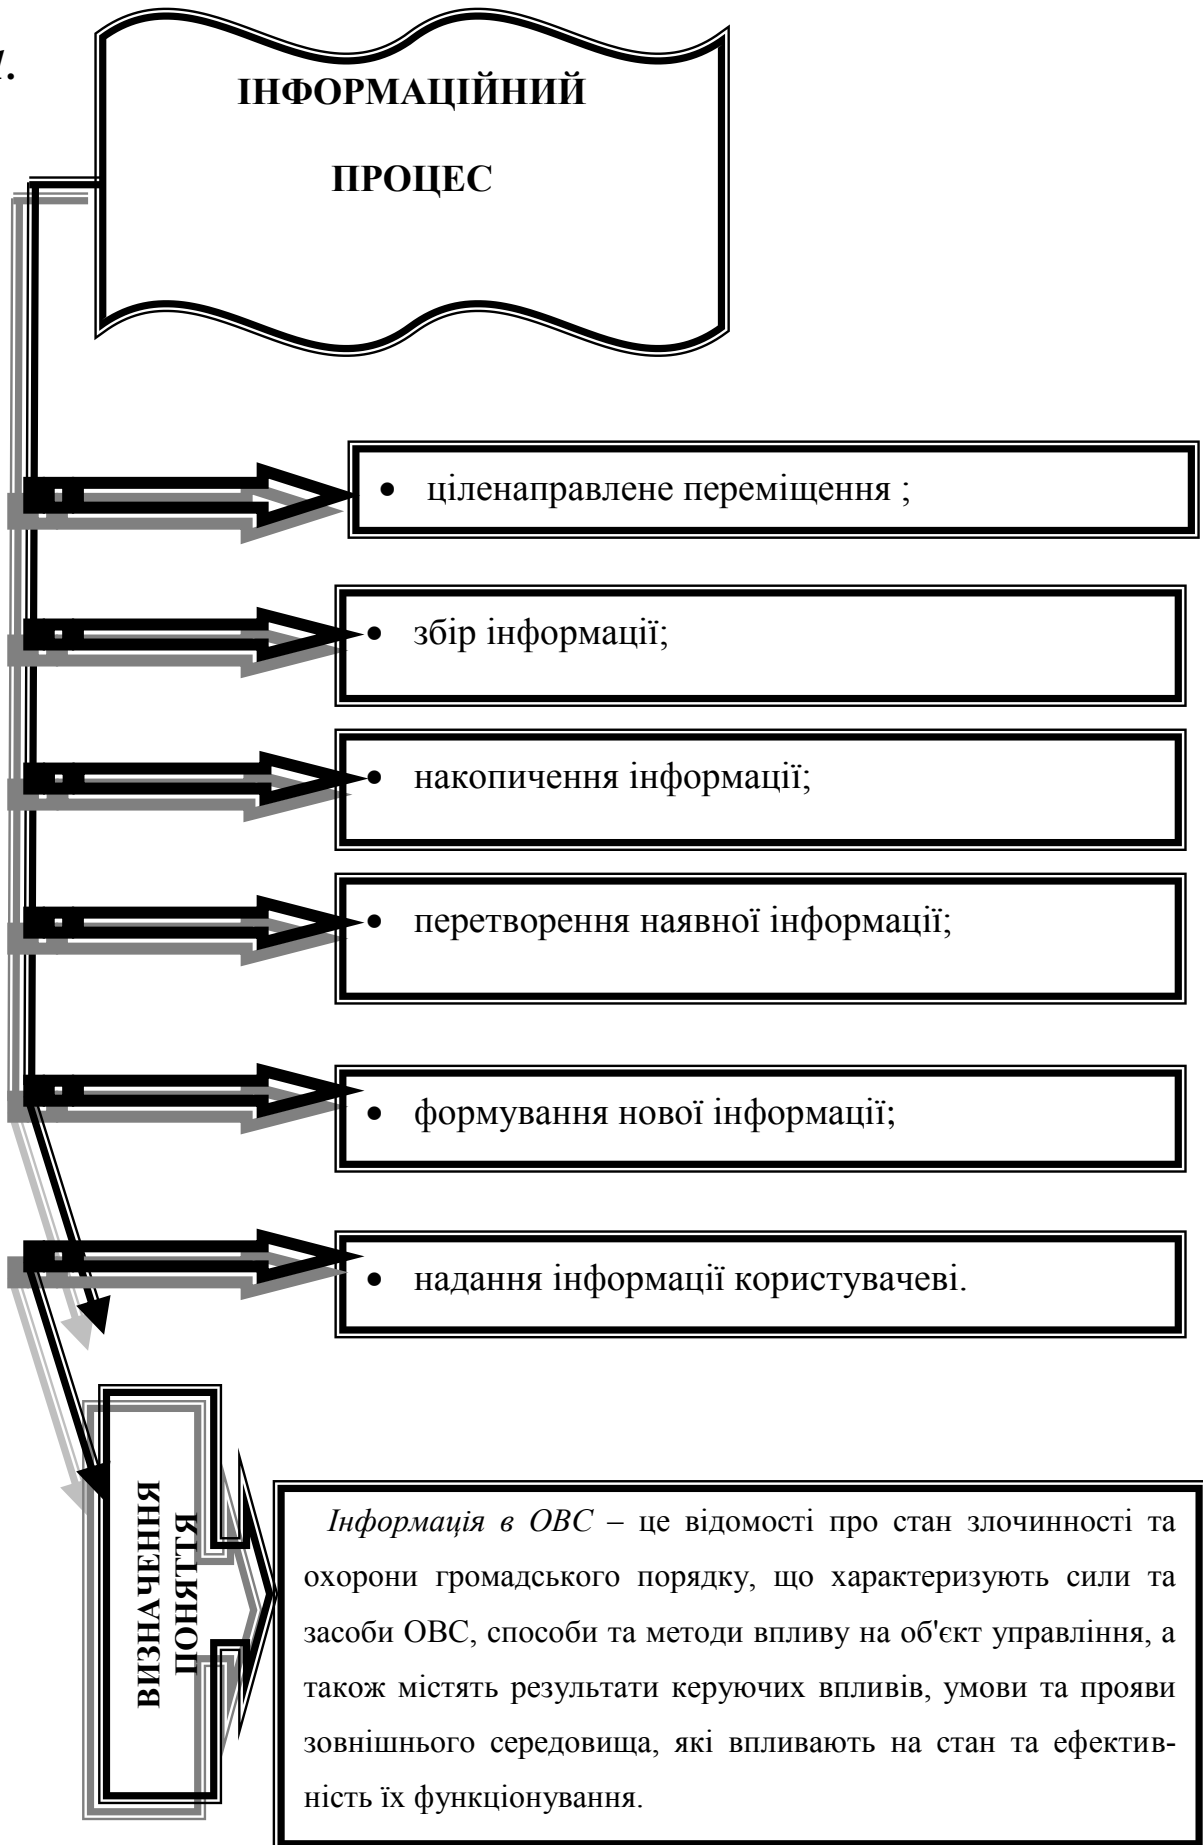 1.
ІНФОРМАЦІЙНИЙ
ПРОЦЕС
• ціленаправлене переміщення ;
• збір інформації;
• накопичення інформації;
• перетворення наявної інформації;
• формування нової інформації;
• надання інформації користувачеві.
ВИЗНАЧЕННЯ
ПОНЯТТЯ
Інформація в ОВС – це відомості про стан злочинності та
охорони громадського порядку, що характеризують сили та
засоби ОВС, способи та методи впливу на об'єкт управління, а
також містять результати керуючих впливів, умови та прояви
зовнішнього середовища, які впливають на стан та ефектив-
ність їх функціонування.